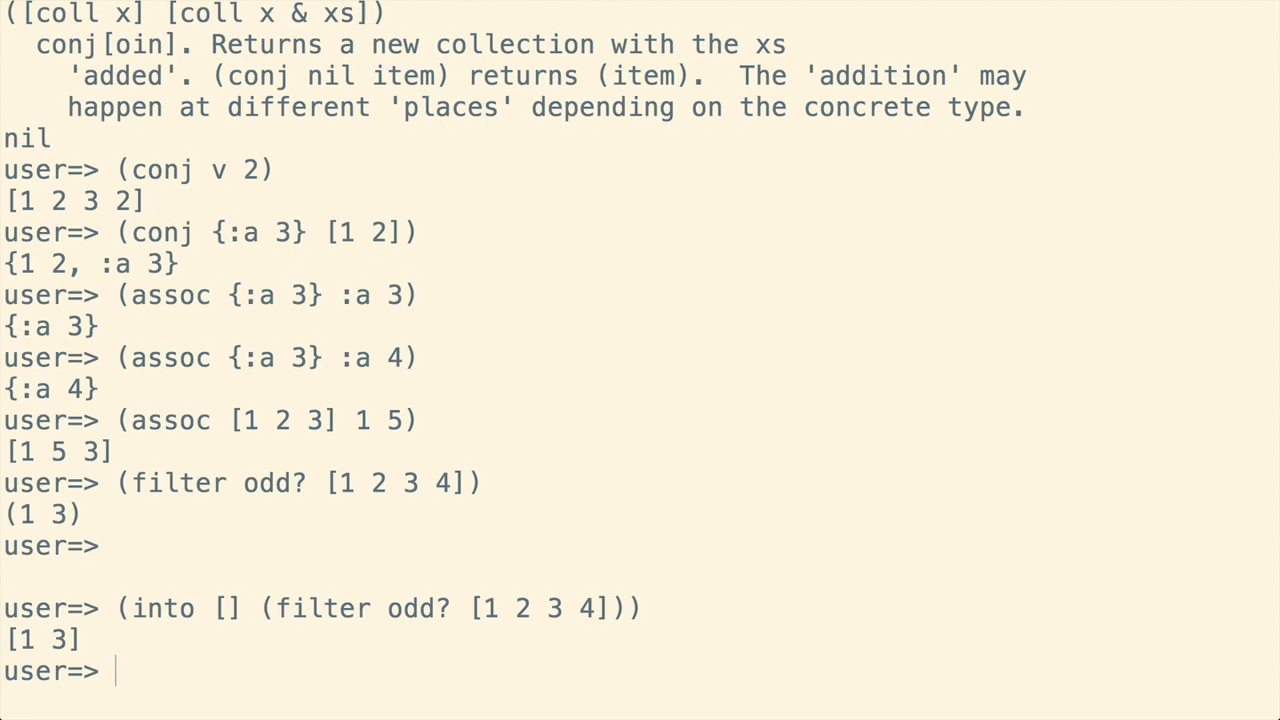 ([coll x] [coll x & xs])
  conj[oin]. Returns a new collection with the xs
    'added'. (conj nil item) returns (item).  The 'addition' may
    happen at different 'places' depending on the concrete type.
nil
user=> (conj v 2)
[1 2 3 2]
user=> (conj {:a 3} [1 2])
{1 2, :a 3}
user=> (assoc {:a 3} :a 3)
{:a 3}
user=> (assoc {:a 3} :a 4)
{:a 4}
user=> (assoc [1 2 3] 1 5)
[1 5 3]
user=> (filter odd? [1 2 3 4])
(1 3)
user=>
user=> (into [] (filter odd? [1 2 3 4]))
[1 3]
user=>